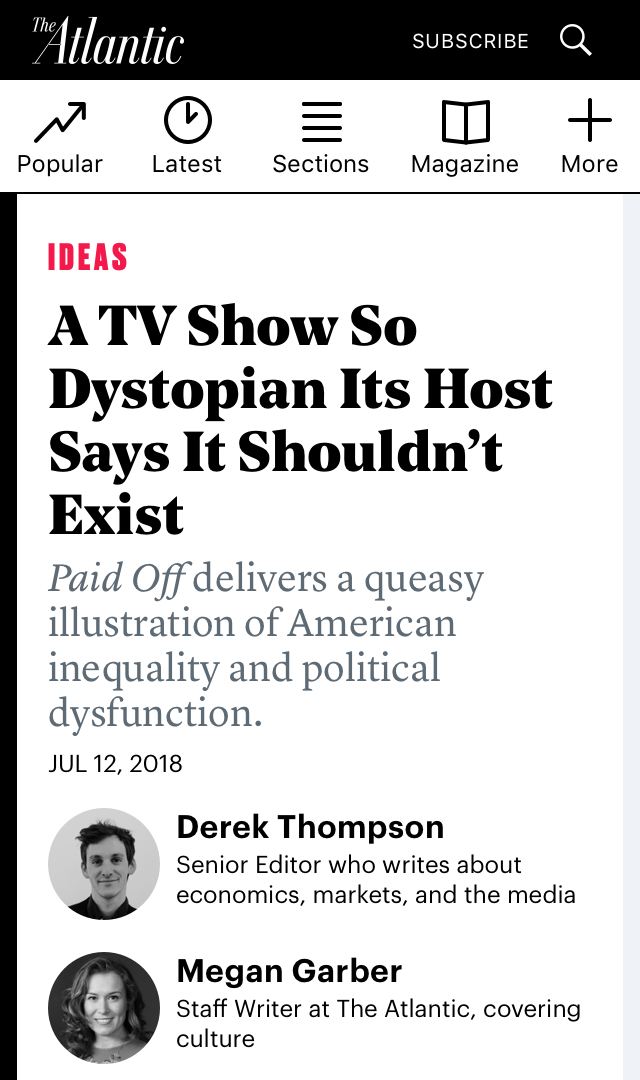 The Atlantic
SUBSCRIBE
Popular
Latest
Sections
Magazine
More
IDEAS
A TV Show So
Dystopian Its Host
Says It Shouldn’t
Exist
Paid Off delivers a queasy
illustration of American
inequality and political
dysfunction.
JUL 12, 2018
Derek Thompson
Senior Editor who writes about
economics, markets, and the media
Megan Garber
Staff Writer at The Atlantic, covering
culture